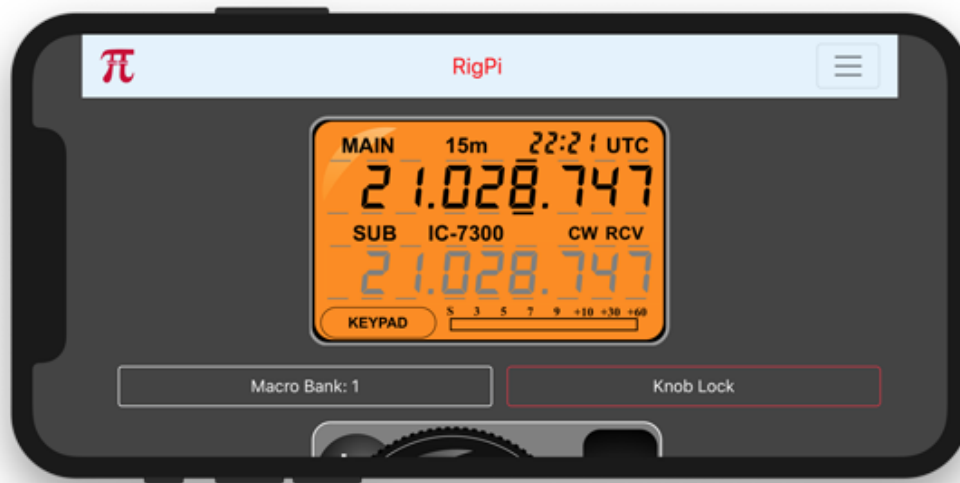 π RigPi
MAIN 15m 22:21 UTC
21.028.747
SUB IC-7300 CW RCV
21.028.747
KEYPAD S 3 5 7 9 +10 +30 +60
Macro Bank: 1 Knob Lock